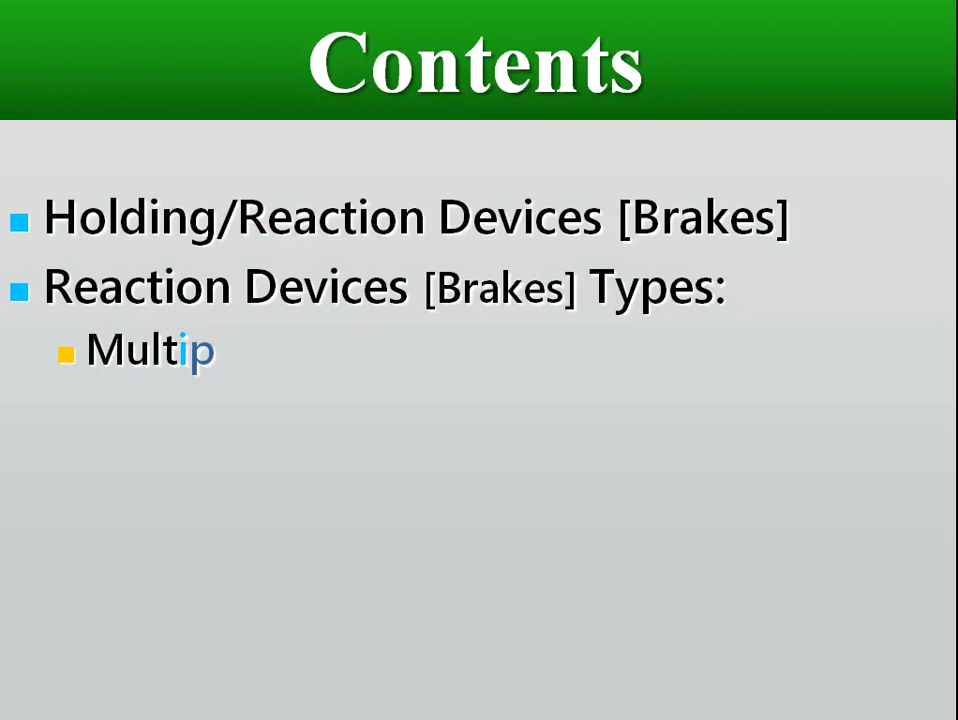 Contents
Holding/Reaction Devices [Brakes]
Reaction Devices [Brakes] Types:
Multip